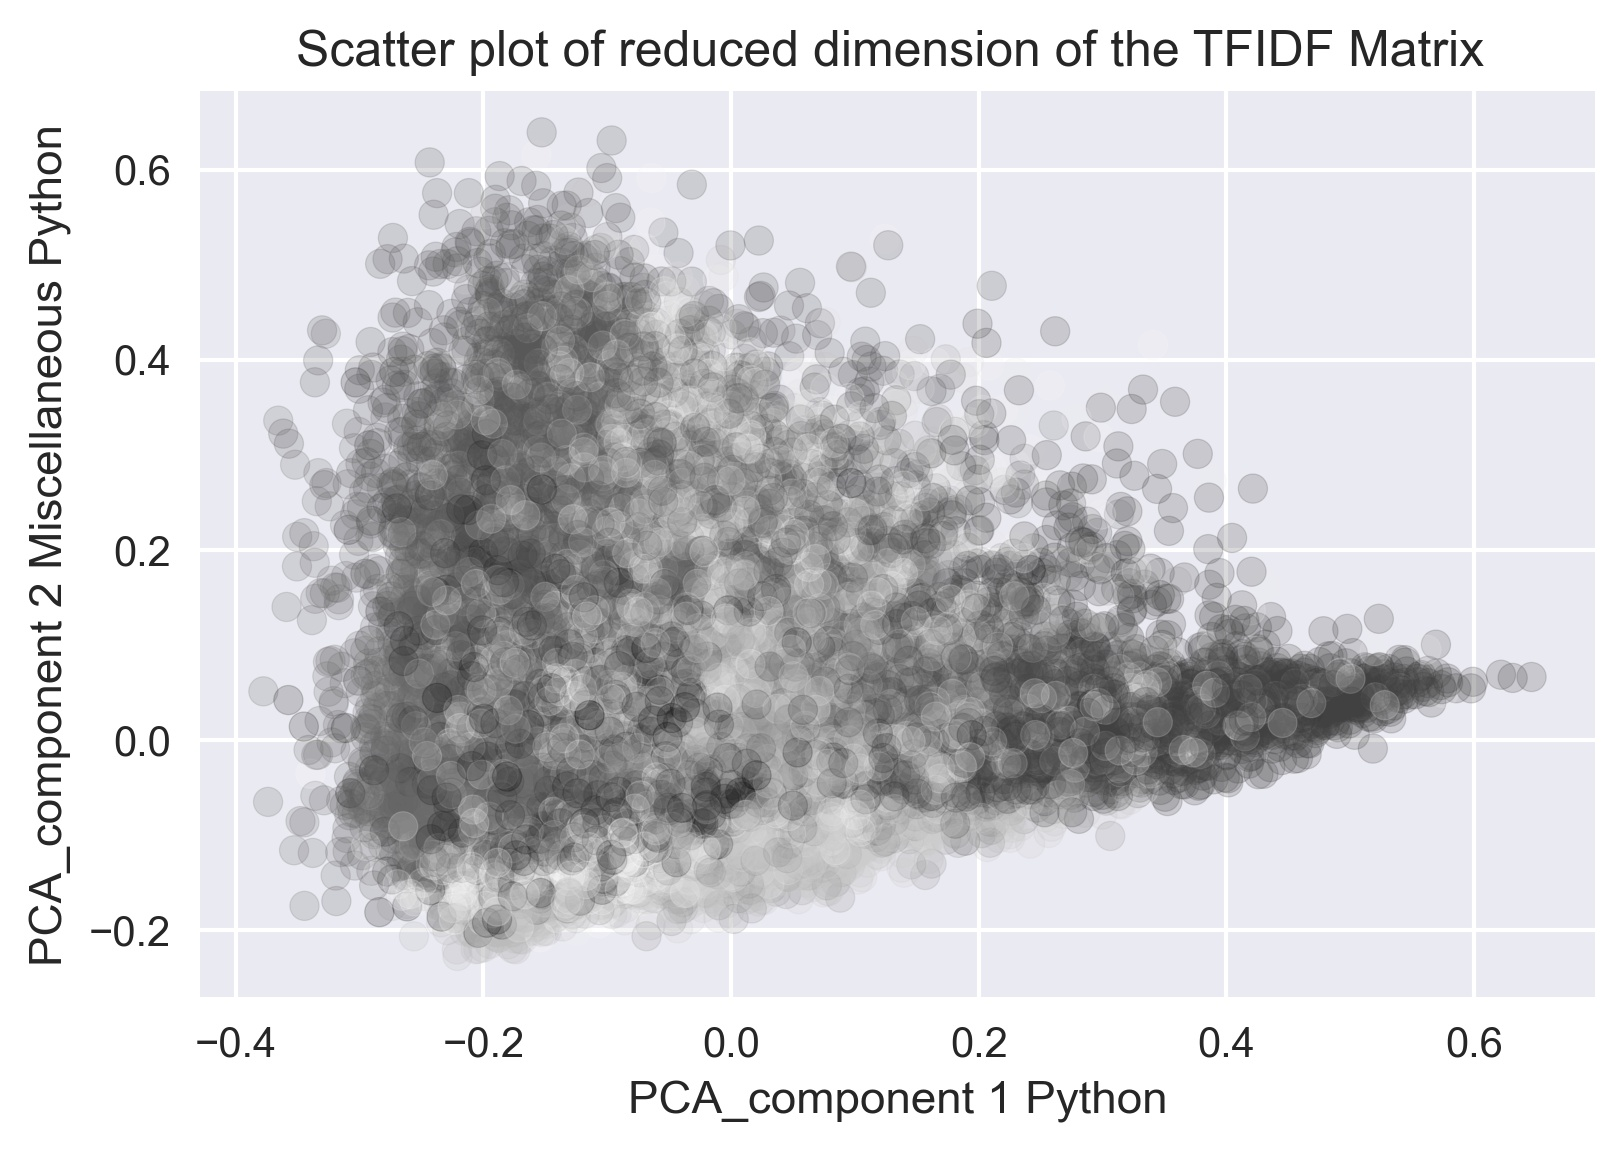 Scatter plot of reduced dimension of the TFIDF Matrix
PCA_component 2 Miscellaneous Python
0.6
0.4
0.2
0.0
−0.2
−0.4 −0.2 0.0 0.2 0.4 0.6
PCA_component 1 Python